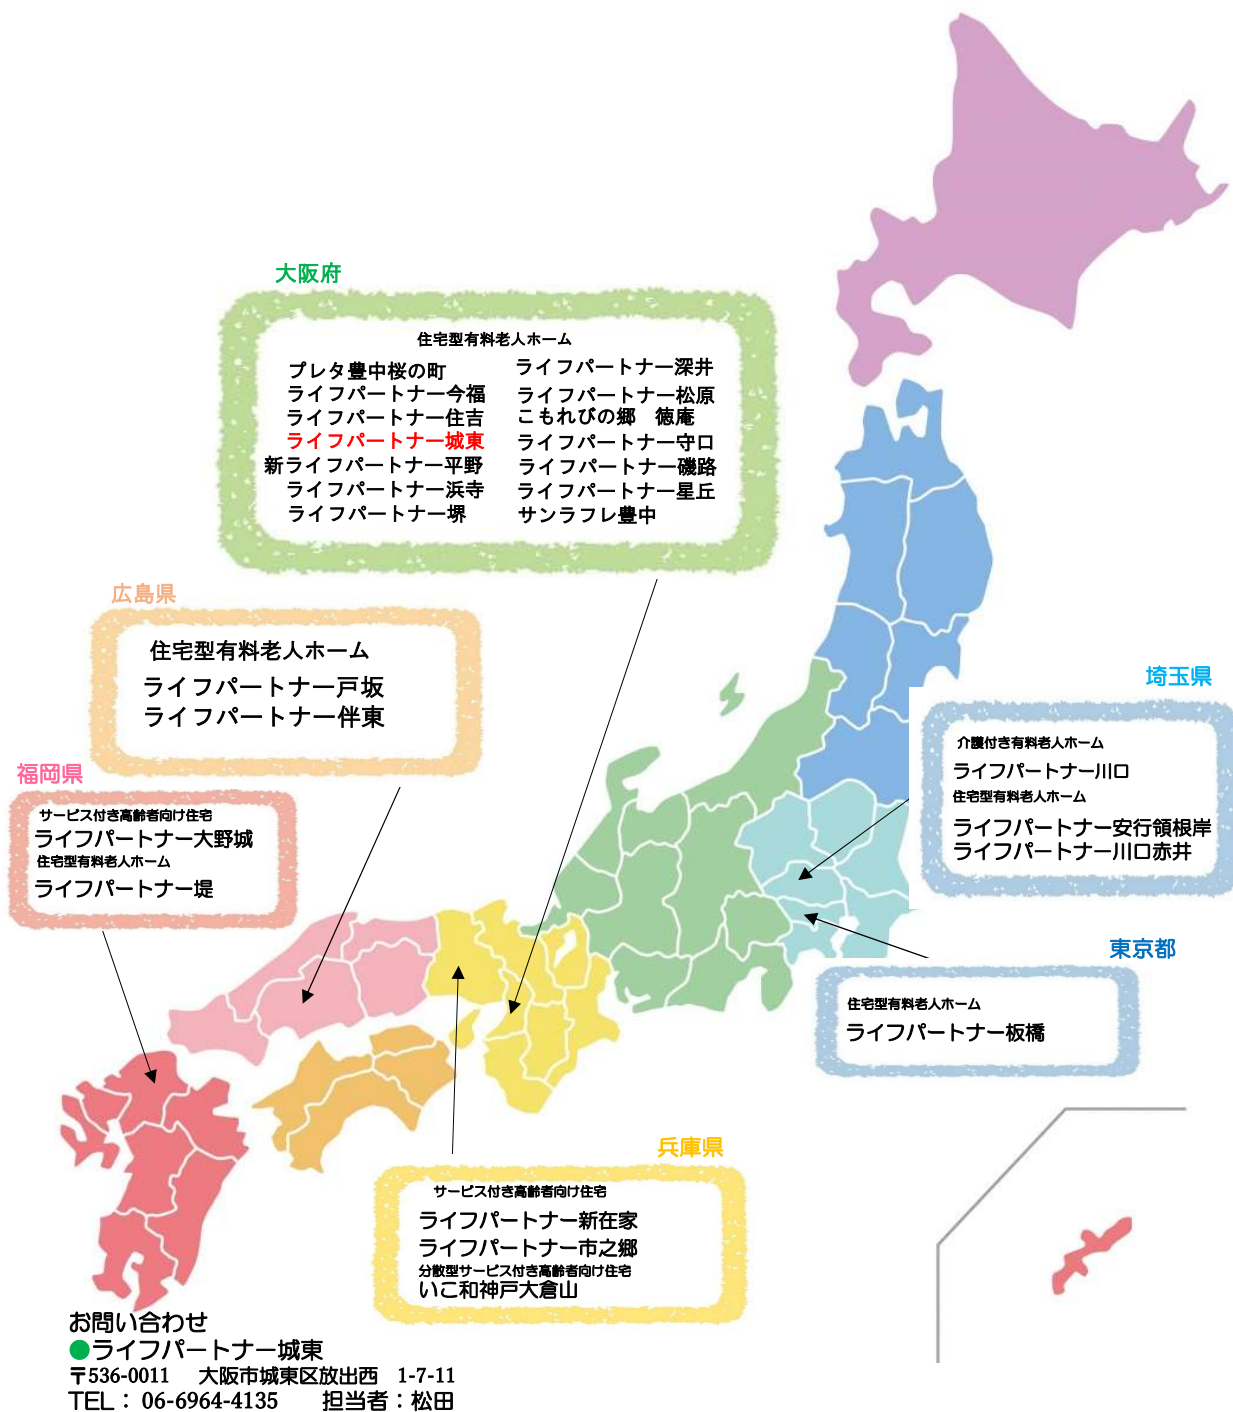 大阪府
住宅型有料老人ホーム
プレタ豊中桜の町
ライフパートナー今福
ライフパートナー住吉
ライフパートナー城東
新ライフパートナー平野
ライフパートナー浜寺
ライフパートナー堺
ライフパートナー深井
ライフパートナー松原
こもれびの郷　徳庵
ライフパートナー守口
ライフパートナー磯路
ライフパートナー星丘
サンラフレ豊中
広島県
住宅型有料老人ホーム
ライフパートナー戸坂
ライフパートナー伴東
福岡県
サービス付き高齢者向け住宅
ライフパートナー大野城
住宅型有料老人ホーム
ライフパートナー堤
埼玉県
介護付き有料老人ホーム
ライフパートナー川口
住宅型有料老人ホーム
ライフパートナー安行領根岸
ライフパートナー川口赤井
東京都
住宅型有料老人ホーム
ライフパートナー板橋
兵庫県
サービス付き高齢者向け住宅
ライフパートナー新在家
ライフパートナー市之郷
分散型サービス付き高齢者向け住宅
いこ和神戸大倉山
お問い合わせ
●ライフパートナー城東
〒536-0011　大阪市城東区放出西　1-7-11
TEL：06-6964-4135　担当者：松田